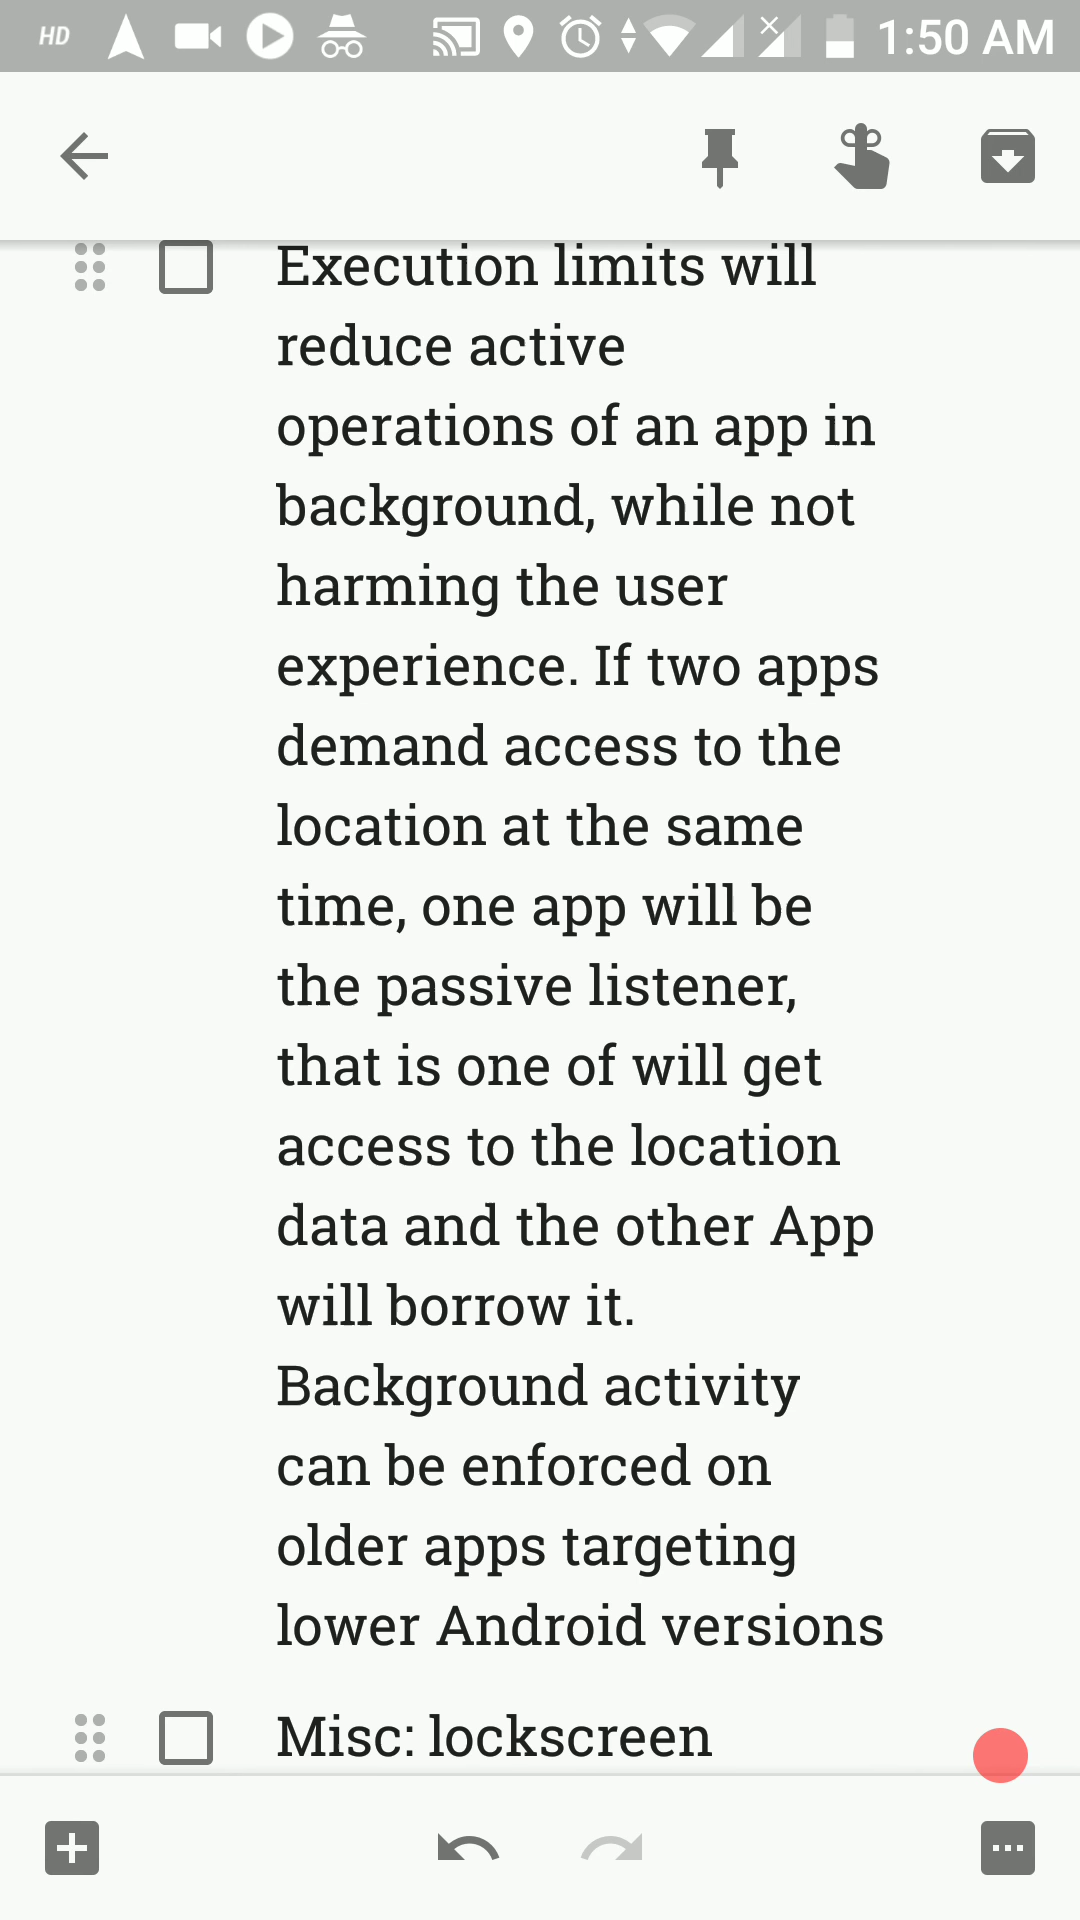 HD 1:50 AM
Execution limits will
reduce active
operations of an app in
background, while not
harming the user
experience. If two apps
demand access to the
location at the same
time, one app will be
the passive listener,
that is one of will get
access to the location
data and the other App
will borrow it.
Background activity
can be enforced on
older apps targeting
lower Android versions
Misc: lockscreen